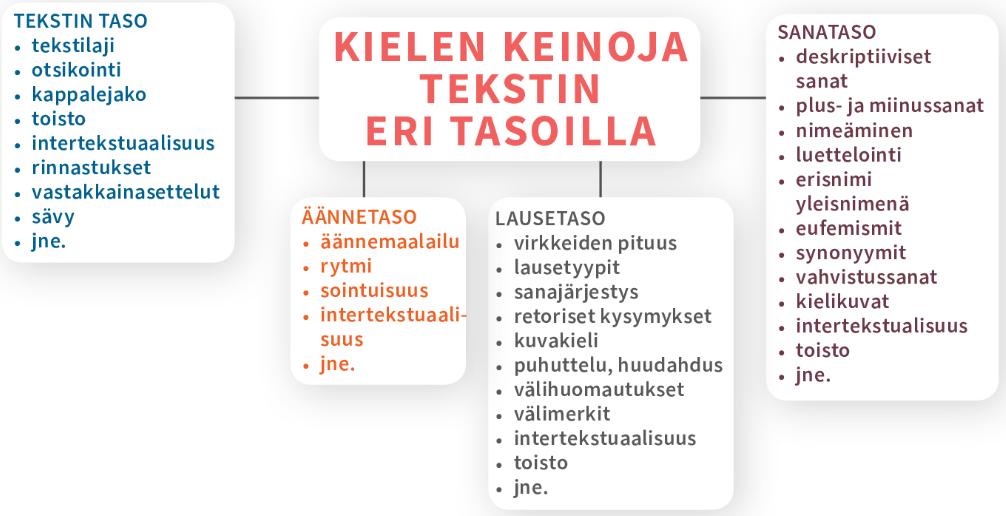 KIELEN KEINOJA
TEKSTIN
ERI TASOILLA
TEKSTIN TASO
• tekstilaji
• otsikointi
• kappalejako
• toisto
• intertekstuaalisuus
• rinnastukset
• vastakkainasettelut
• sävy
• jne.
ÄÄNNETASO
• äännemaalailu
• rytmi
• sointuisuus
• intertekstuaali-
suus
• jne.
LAUSETASO
• virkkeiden pituus
• lausetyypit
• sanajärjestys
• retoriset kysymykset
• kuvakieli
• puhuttelu, huudahdus
• välihuomautukset
• välimerkit
• intertekstuaalisuus
• toisto
• jne.
SANATASO
• deskriptiiviset
sanat
• plus- ja miinussanat
• nimeäminen
• luettelointi
• erisnimi
yleisnimenä
• eufemismit
• synonyymit
• vahvistussanat
• kielikuvat
• intertekstualisuus
• toisto
• jne.